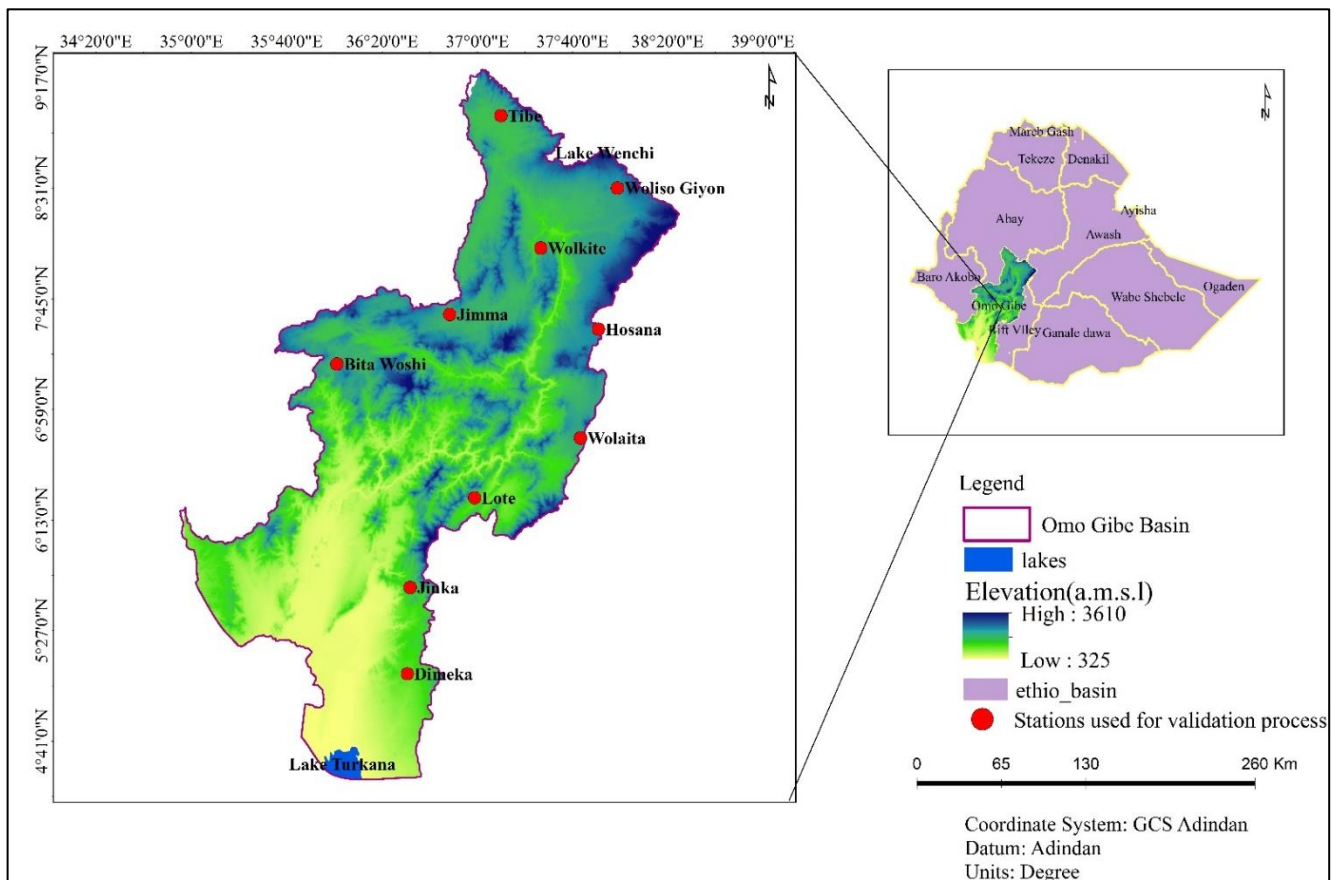 34°20'0"E 35°0'0"E 35°40'0"E 36°20'0"E 37°0'0"E 37°40'0"E 38°20'0"E 39°0'0"E
9°17'0"N
8°31'0"N
7°45'0"N
6°59'0"N
6°13'0"N
5°27'0"N
4°41'0"N
N
Tibe
Lake Wenchi
Woliso Giyon
Wolkite
Jimma
Hosana
Bita Woshi
Wolaita
Lote
Jinka
Dimeka
Lake Turkana
N
Mareb Gash
Tekeze
Denakil
Ayisha
Abay
Awash
Baro Akobo
Ogaden
Wabe Shebele
Omo Gibe
Rift Vlley
Ganale dawa
Legend
Omo Gibe Basin
lakes
Elevation(a.m.s.l)
High : 3610
Low : 325
ethio_basin
Stations used for validation process
0 65 130 260 Km
Coordinate System: GCS Adindan
Datum: Adindan
Units: Degree